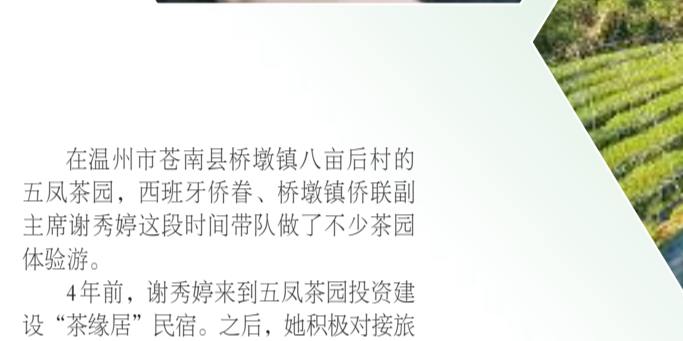 在温州市苍南县桥墩镇八亩后村的
五凤茶园，西班牙侨眷、桥墩镇侨联副
主席谢秀婷这段时间带队做了不少茶园
体验游。
4年前，谢秀婷来到五凤茶园投资建
设“茶缘居”民宿。之后，她积极对接旅